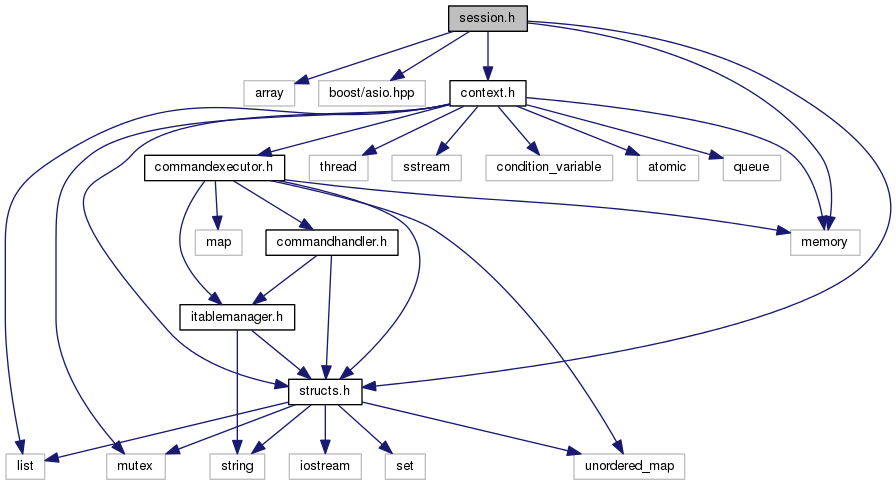 session.h
array
boost/asio.hpp
context.h
commandexecutor.h
thread
sstream
condition_variable
atomic
queue
map
commandhandler.h
memory
itablemanager.h
structs.h
list
mutex
string
iostream
set
unordered_map